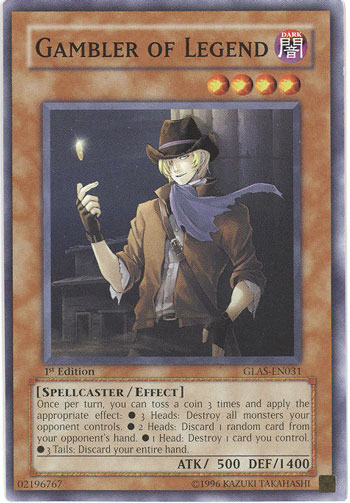 GAMBLER OF LEGEND
DARK
闇
1st Edition
GLAS-EN031
[SPELLCASTER / EFFECT]
Once per turn, you can toss a coin 3 times and apply the
appropriate effect: ● 3 Heads: Destroy all monsters your
opponent controls. ● 2 Heads: Discard 1 random card from
your opponent's hand. ● 1 Head: Destroy 1 card you control.
● 3 Tails: Discard your entire hand.
ATK/ 500 DEF/1400
02196767
©1996 KAZUKI TAKAHASHI